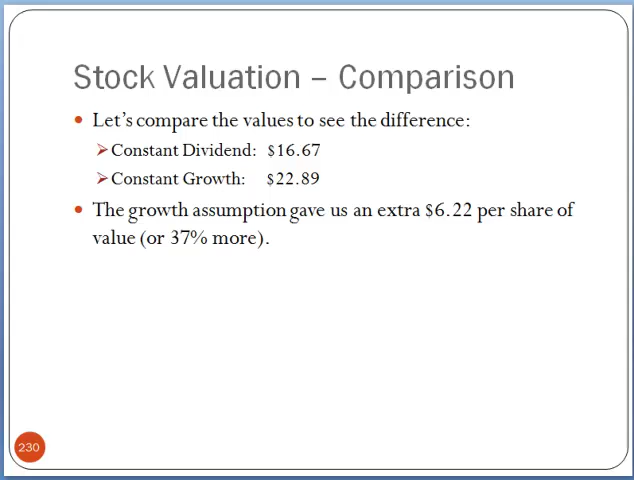 Stock Valuation – Comparison
Let's compare the values to see the difference:
Constant Dividend: $16.67
Constant Growth: $22.89
The growth assumption gave us an extra $6.22 per share of
value (or 37% more).
230